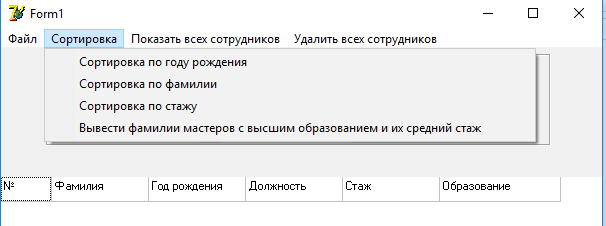 Form1
Файл Сортировка Показать всех сотрудников Удалить всех сотрудников
Сортировка по году рождения
Сортировка по фамилии
Сортировка по стажу
Вывести фамилии мастеров с высшим образованием и их средний стаж
№ Фамилия Год рождения Должность Стаж Образование